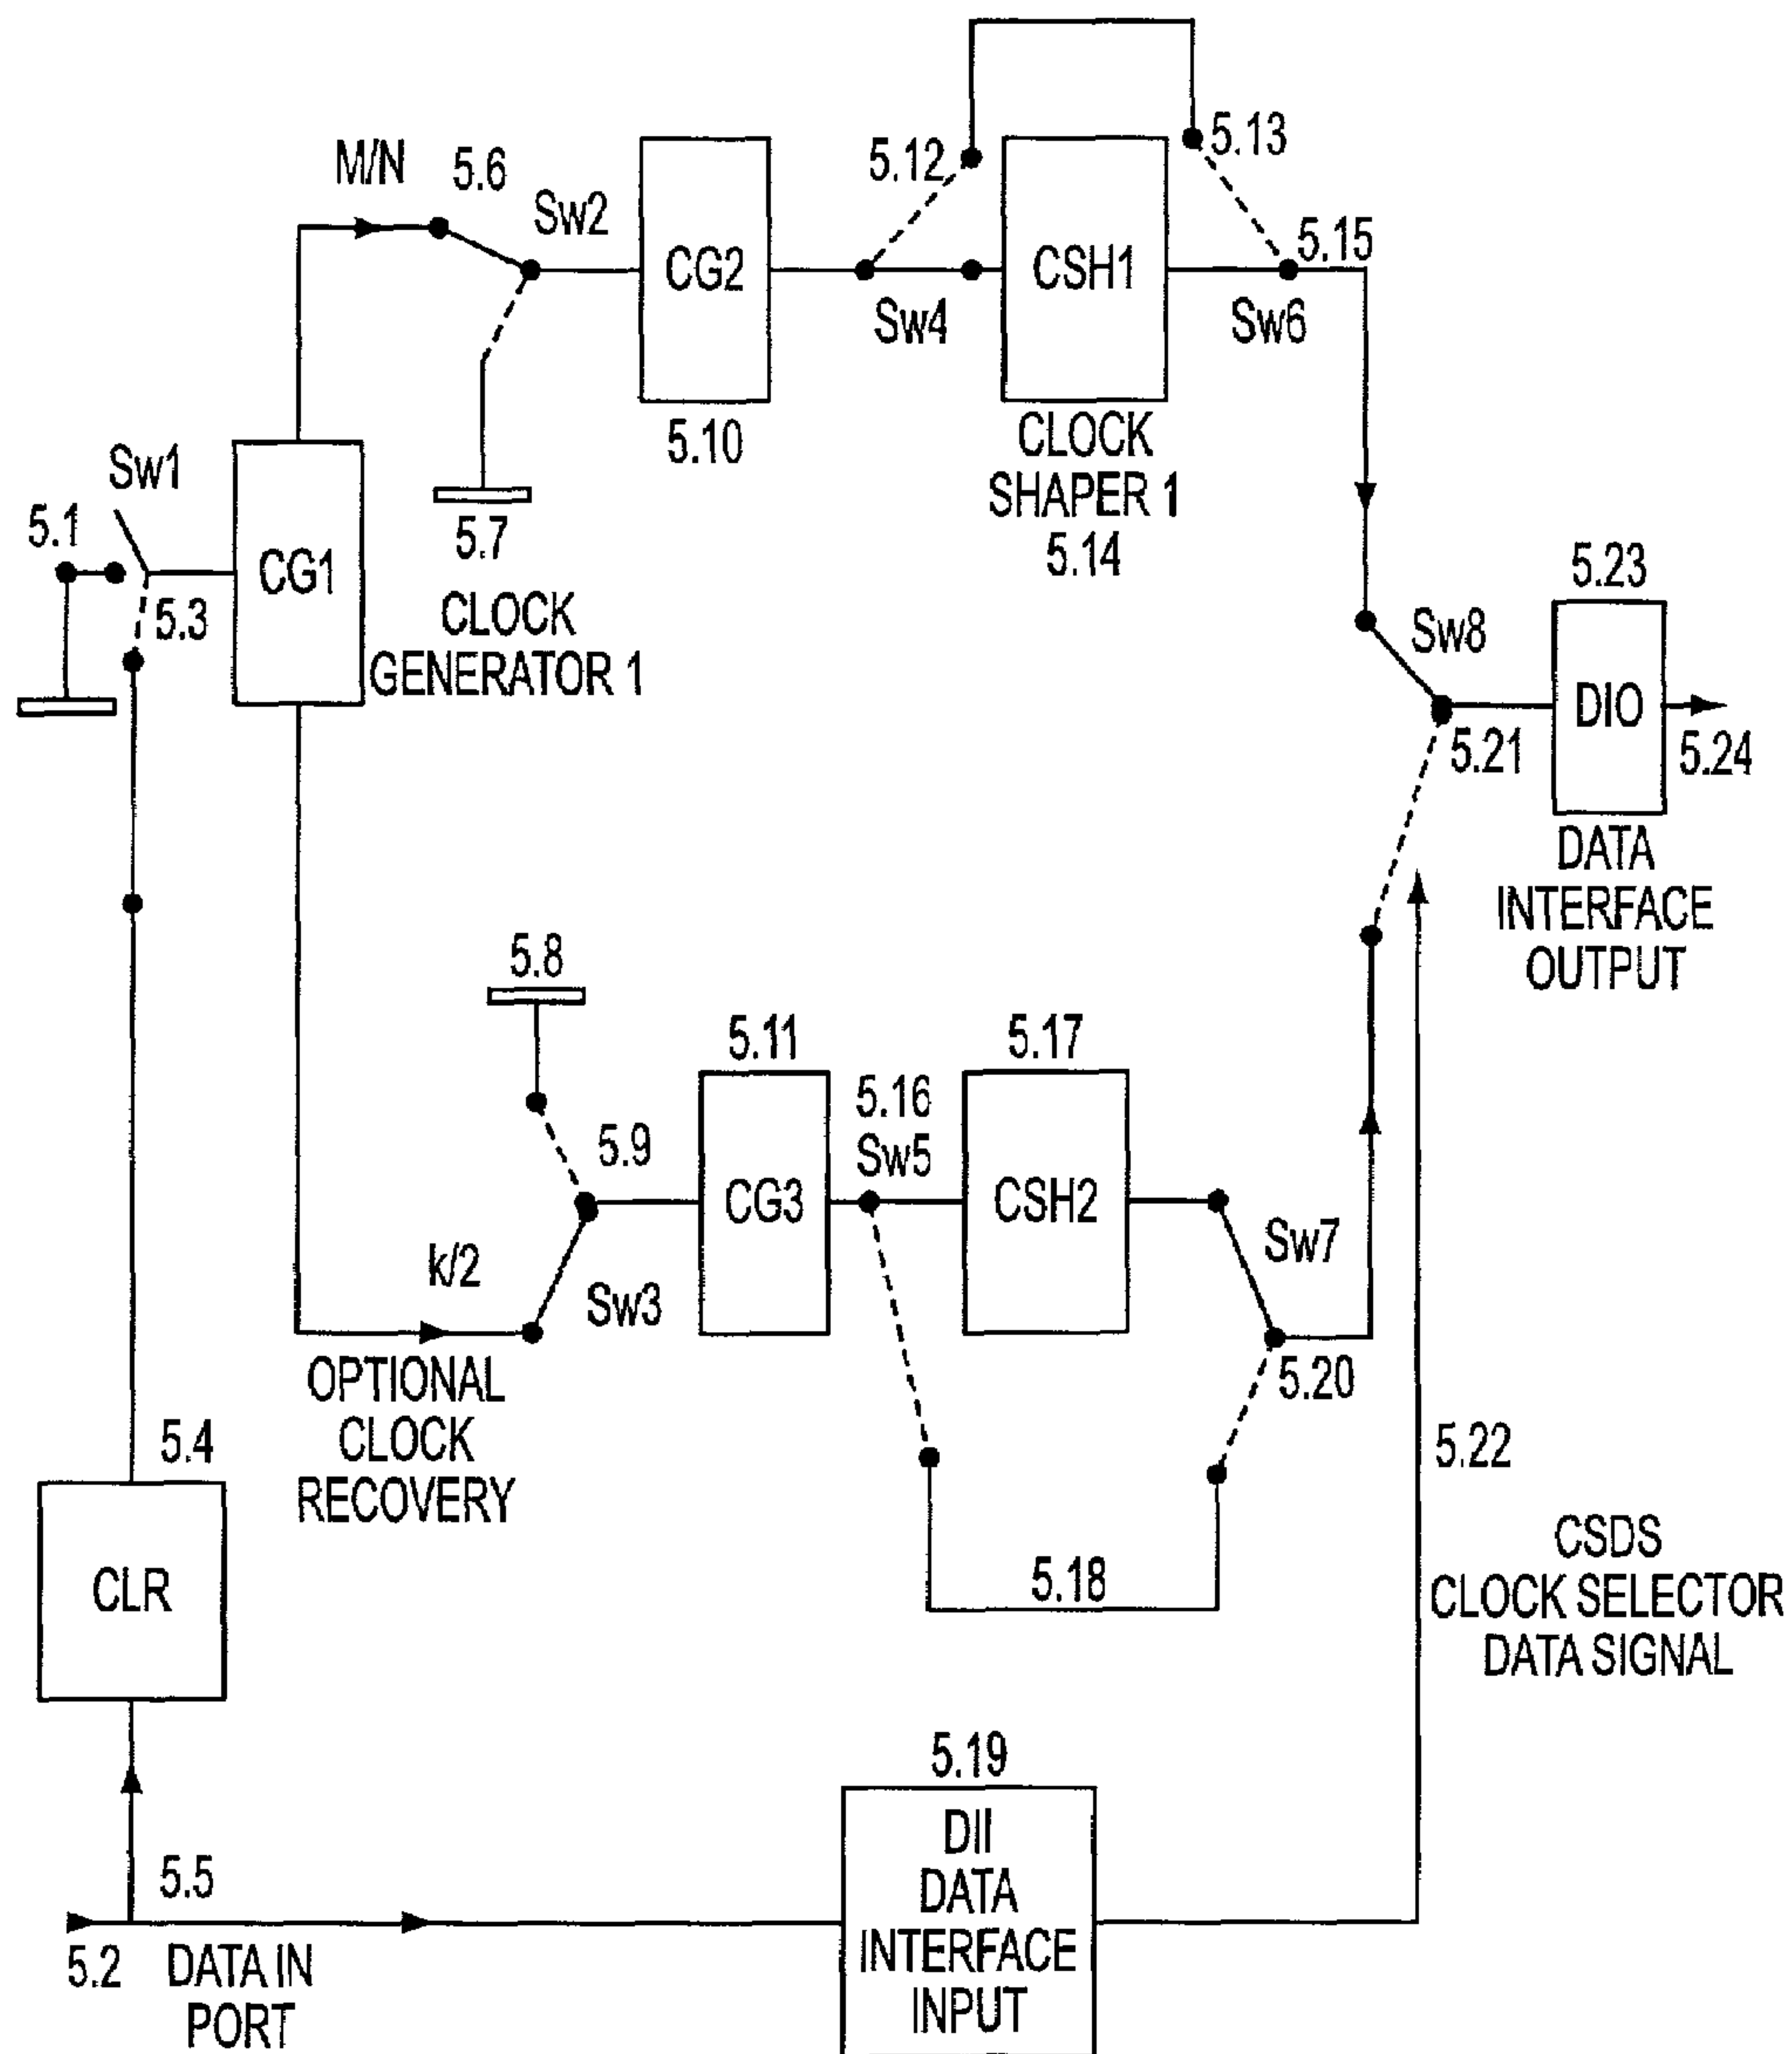 5.12
5.13
M/N
5.6
Sw2
CG2
CSH1
5.15
Sw4
Sw6
5.10
CLOCK
SHAPER 1
5.14
Sw1
5.1
5.3
CG1
5.7
CLOCK
GENERATOR 1
5.23
Sw8
DIO
5.21
5.24
DATA
INTERFACE
OUTPUT
5.8
5.11
5.17
5.16
Sw5
5.9
CG3
CSH2
k/2
Sw3
Sw7
5.20
OPTIONAL
CLOCK
RECOVERY
5.4
CLR
5.18
5.22
CSDS
CLOCK SELECTOR
DATA SIGNAL
5.19
DII
DATA
INTERFACE
INPUT
5.5
5.2
DATA IN
PORT